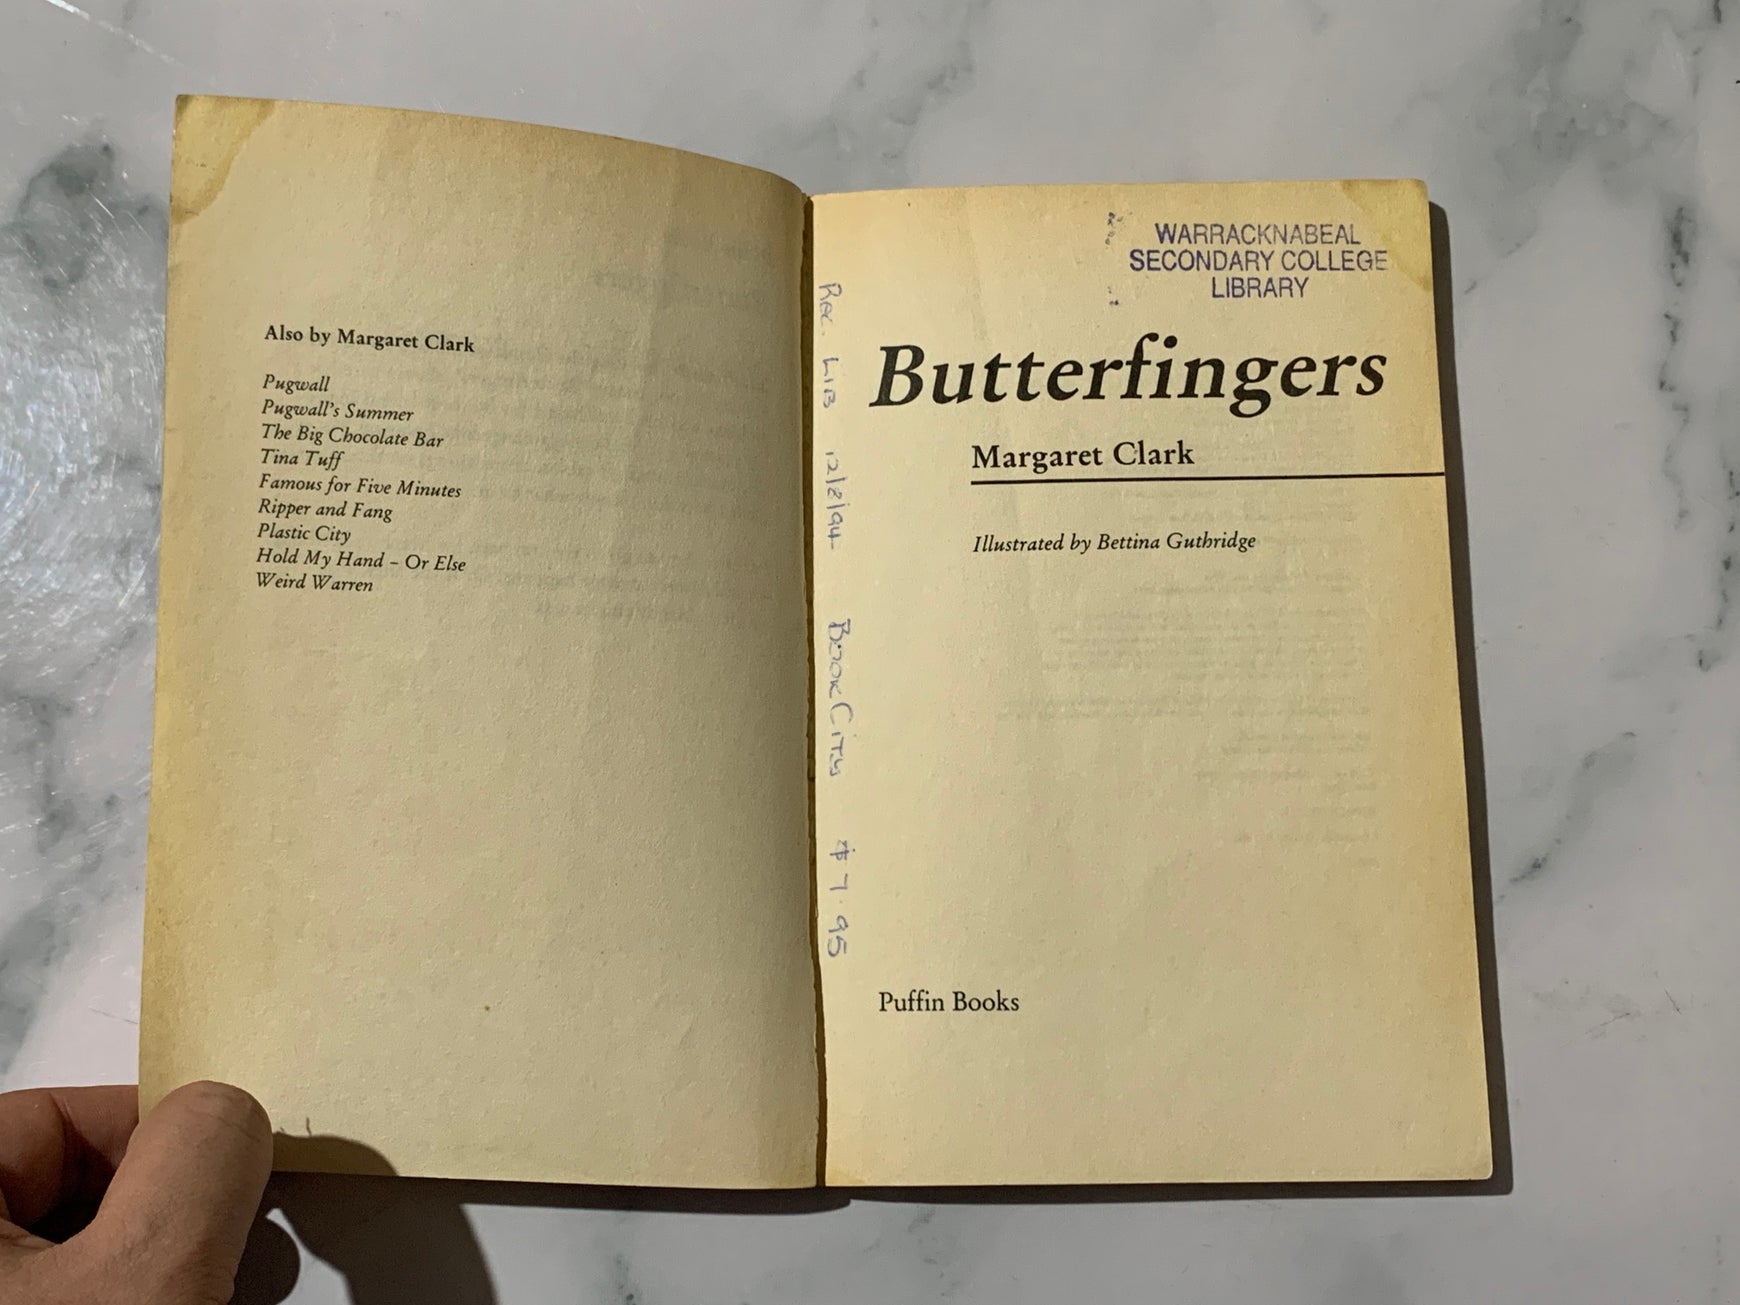 Also by Margaret Clark
Pugwall
Pugwall's Summer
The Big Chocolate Bar
Tina Tuff
Famous for Five Minutes
Ripper and Fang
Plastic City
Hold My Hand – Or Else
Weird Warren
Rec. LIB 12/8/94 BOOK CITY $7.95
WARRACKNABEAL
SECONDARY COLLEGE
LIBRARY
Butterfingers
Margaret Clark
Illustrated by Bettina Guthridge
Puffin Books